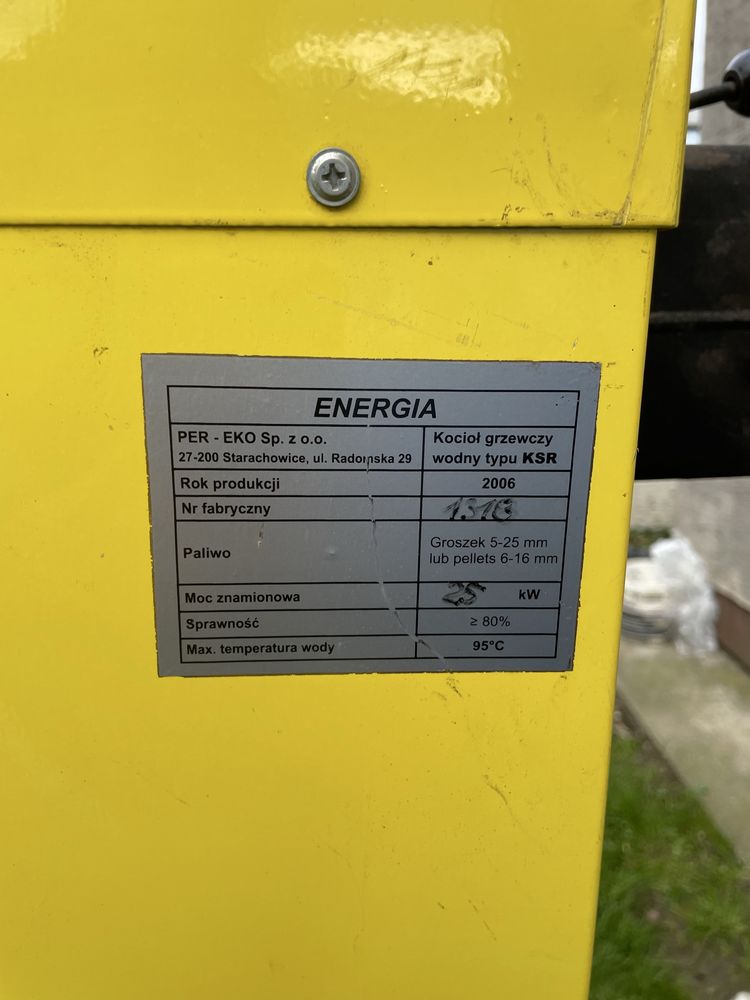 ENERGIA
PER - EKO Sp. z o.o.
27-200 Starachowice, ul. Radomska 29
Kocioł grzewczy
wodny typu KSR
Rok produkcji
2006
Nr fabryczny
Paliwo
Groszek 5-25 mm
lub pellets 6-16 mm
Moc znamionowa
25 kW
Sprawność
≥ 80%
Max. temperatura wody
95°C